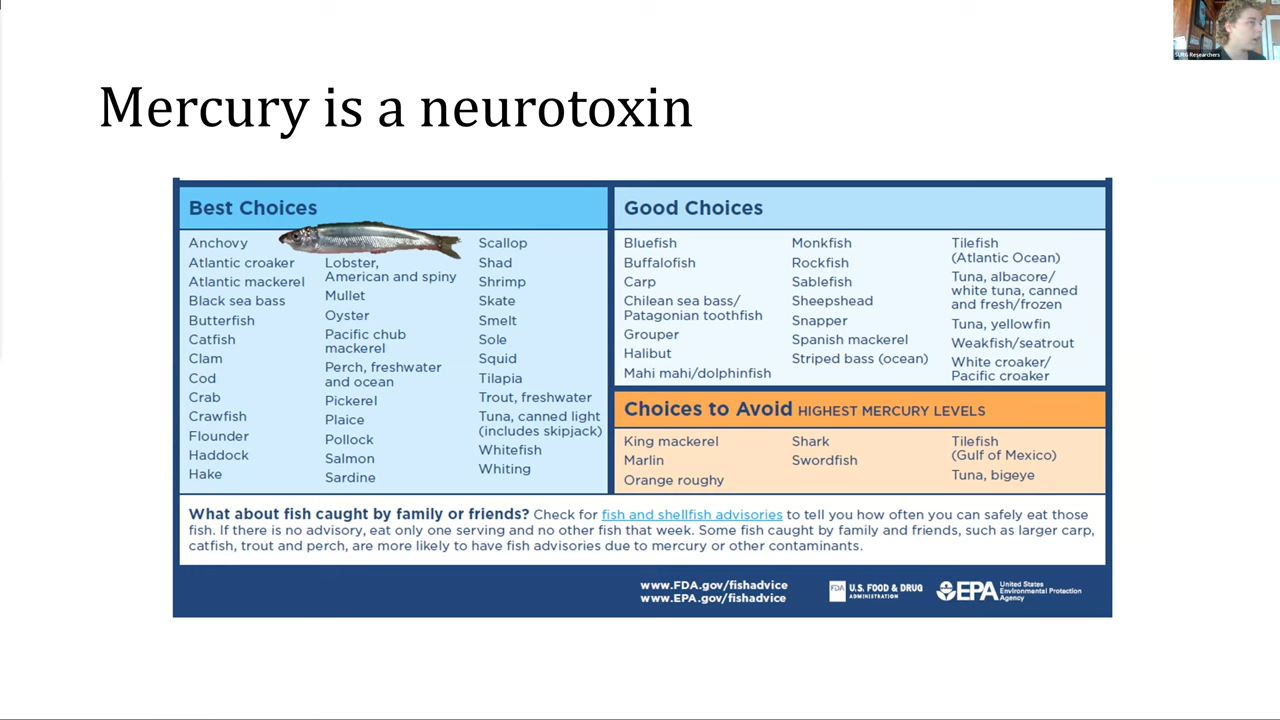 SURG Researchers
Mercury is a neurotoxin
Best Choices
Anchovy
Atlantic croaker
Atlantic mackerel
Black sea bass
Butterfish
Catfish
Clam
Cod
Crab
Crawfish
Flounder
Haddock
Hake
Lobster,
American and spiny
Mullet
Oyster
Pacific chub
mackerel
Perch, freshwater
and ocean
Pickerel
Plaice
Pollock
Salmon
Sardine
Scallop
Shad
Shrimp
Skate
Smelt
Sole
Squid
Tilapia
Trout, freshwater
Tuna, canned light
(includes skipjack)
Whitefish
Whiting
Good Choices
Bluefish
Buffalofish
Carp
Chilean sea bass/
Patagonian toothfish
Grouper
Halibut
Mahi mahi/dolphinfish
Monkfish
Rockfish
Sablefish
Sheepshead
Snapper
Spanish mackerel
Striped bass (ocean)
Tilefish
(Atlantic Ocean)
Tuna, albacore/
white tuna, canned
and fresh/frozen
Tuna, yellowfin
Weakfish/seatrout
White croaker/
Pacific croaker
Choices to Avoid HIGHEST MERCURY LEVELS
King mackerel
Marlin
Orange roughy
Shark
Swordfish
Tilefish
(Gulf of Mexico)
Tuna, bigeye
What about fish caught by family or friends? Check for fish and shellfish advisories to tell you how often you can safely eat those
fish. If there is no advisory, eat only one serving and no other fish that week. Some fish caught by family and friends, such as larger carp,
catfish, trout and perch, are more likely to have fish advisories due to mercury or other contaminants.
www.FDA.gov/fishadvice
www.EPA.gov/fishadvice
FDA U.S. FOOD & DRUG
ADMINISTRATION
EPA United States
Environmental Protection
Agency